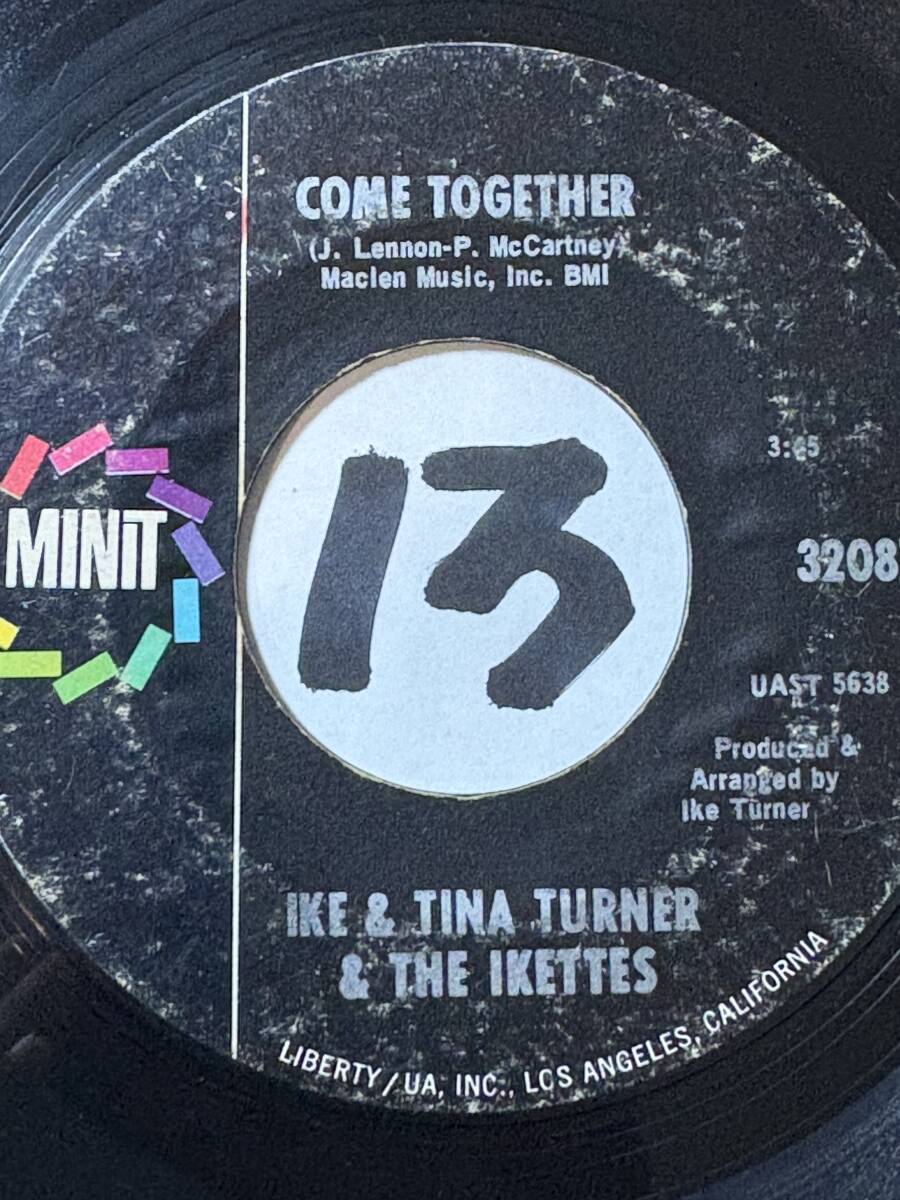 COME TOGETHER
(J. Lennon-P. McCartney)
Maclen Music, Inc. BMI
13
MINIT
UAST 5638
Produced &
Arranged by
Ike Turner
IKE & TINA TURNER
& THE IKETTES
LIBERTY/UA, INC., LOS ANGELES, CALIFORNIA